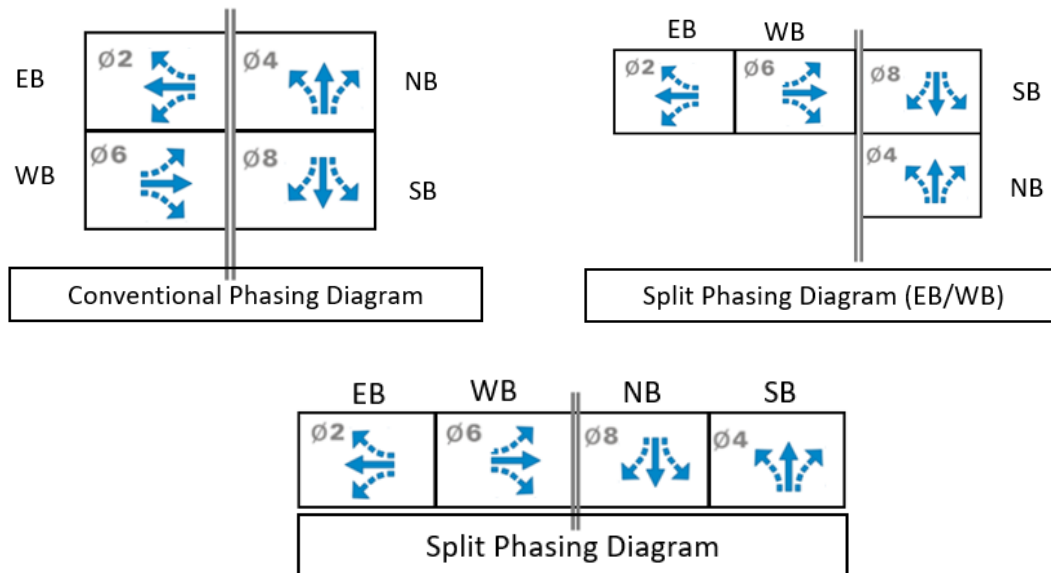 EB
Ø2
Ø4
NB
WB
Ø6
Ø8
SB
Conventional Phasing Diagram
EB
WB
Ø2
Ø6
Ø8
SB
Ø4
NB
Split Phasing Diagram (EB/WB)
EB
WB
NB
SB
Ø2
Ø6
Ø8
Ø4
Split Phasing Diagram